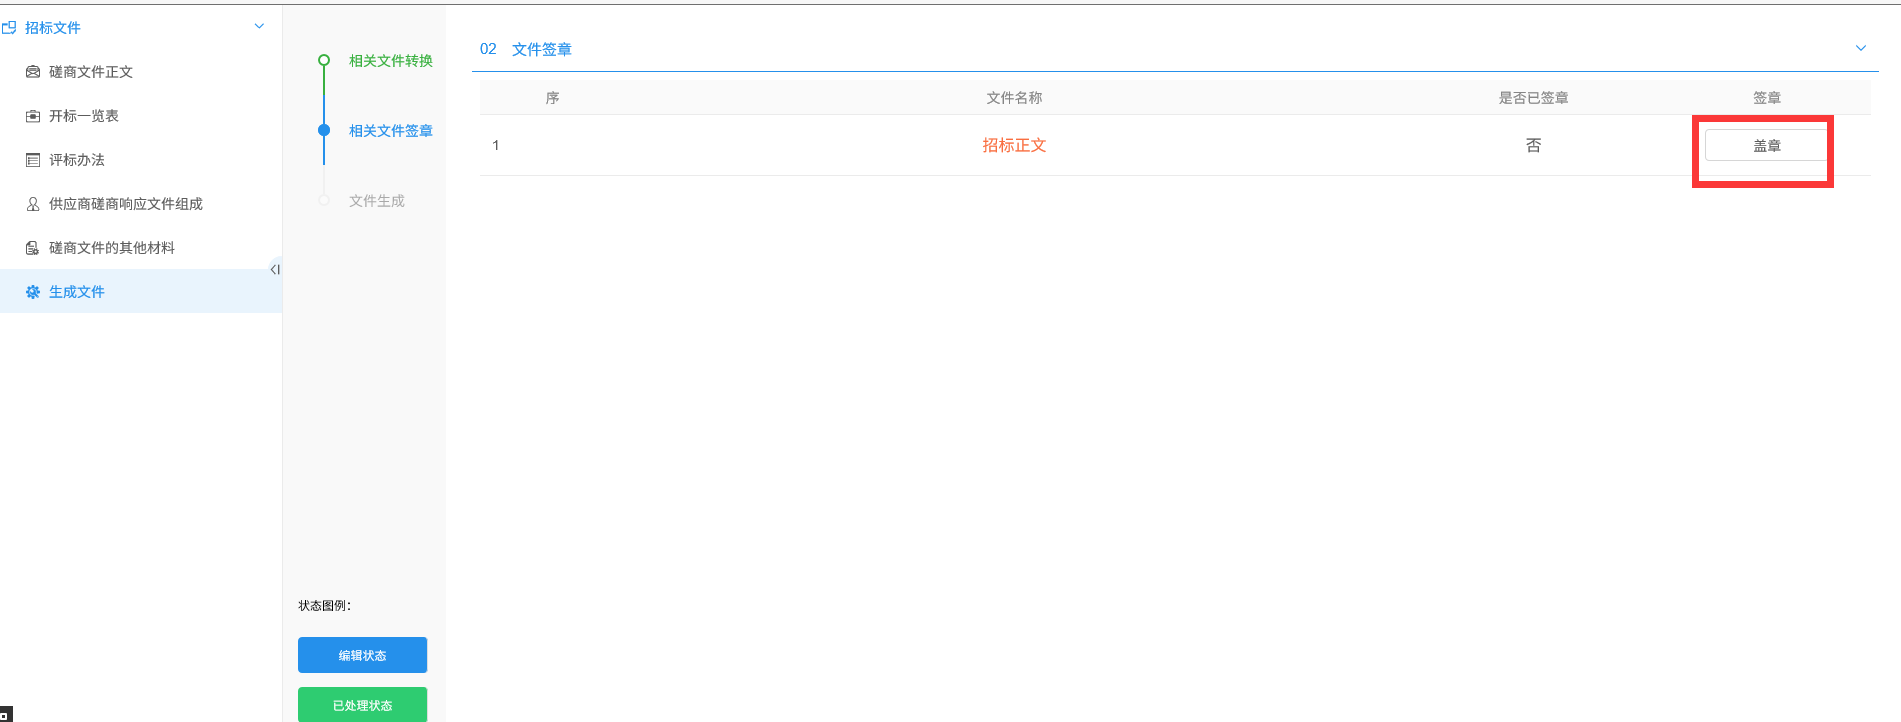 招标文件
磋商文件正文
开标一览表
评标办法
供应商磋商响应文件组成
磋商文件的其他材料
生成文件
相关文件转换
相关文件签章
文件生成
状态图例：
编辑状态
已处理状态
02 文件签章
序 文件名称 是否已签章 签章
1 招标正文 否 盖章